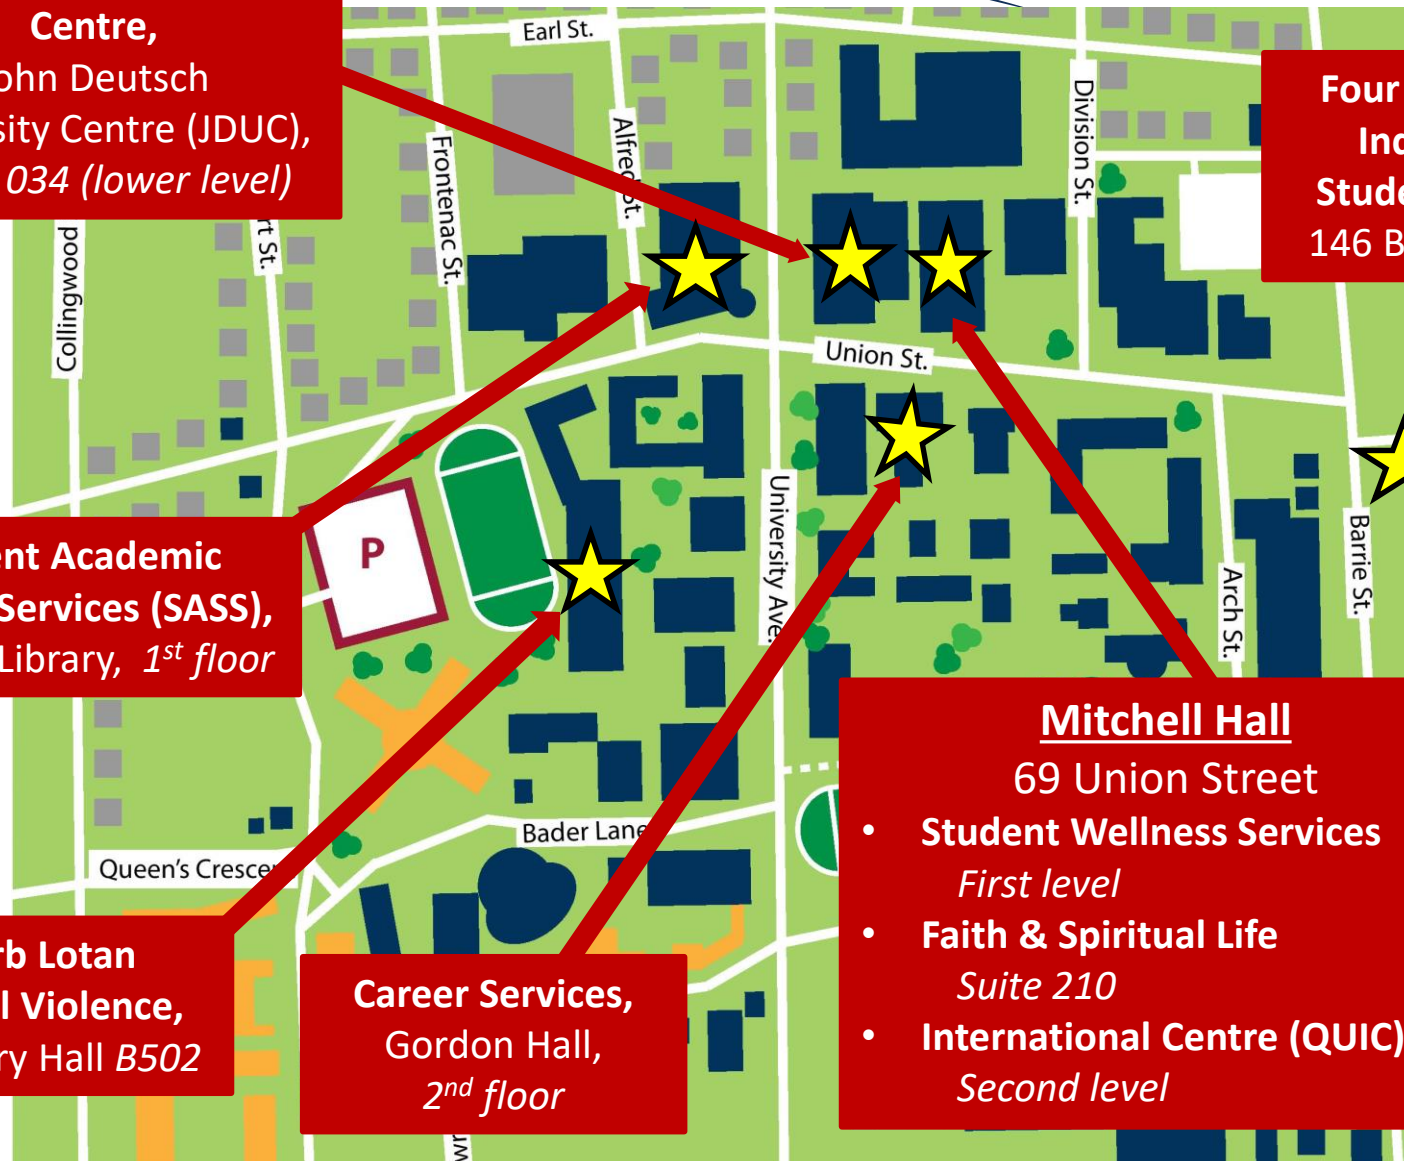 Centre,
ohn Deutsch
sity Centre (JDUC),
034 (lower level)
Earl St.
Alfred St.
Frontenac St.
rt St.
Collingwood
Division St.
Four
Ind
Stude
146 B
Union St.
University Ave.
Barrie St.
Arch St.
P
ent Academic
Services (SASS),
Library, 1st floor
Bader Lane
Queen's Crescen
rb Lotan
l Violence,
ry Hall B502
Career Services,
Gordon Hall,
2nd floor
Mitchell Hall
69 Union Street
• Student Wellness Services
First level
• Faith & Spiritual Life
Suite 210
• International Centre (QUIC)
Second level